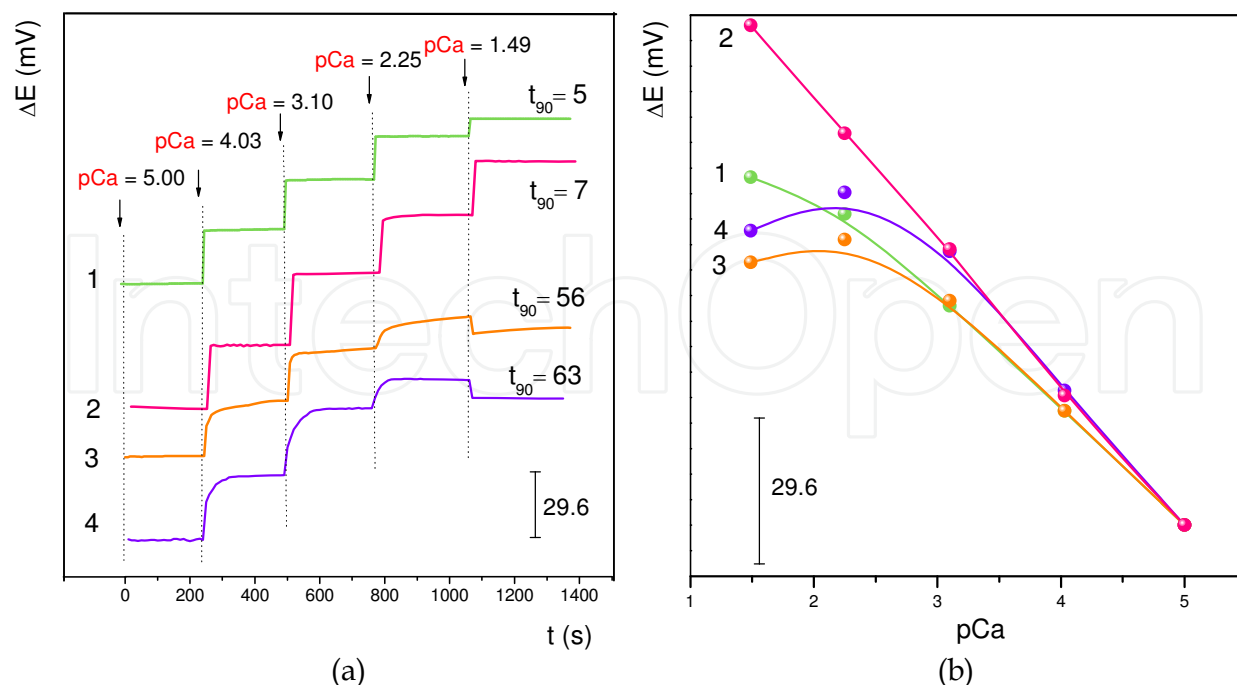 ΔE (mV)
pCa = 1.49
pCa = 2.25
pCa = 3.10
pCa = 4.03
pCa = 5.00
t90= 5
t90= 7
t90= 56
t90= 63
1
2
3
4
29.6
0 200 400 600 800 1000 1200 1400
t (s)
(a)
ΔE (mV)
2
1
4
3
29.6
1 2 3 4 5
pCa
(b)
IntechOpen